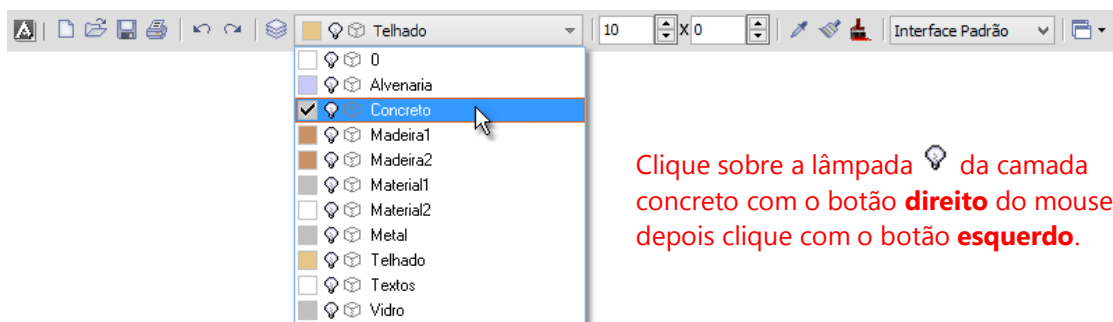 Telhado 10 X 0 Interface Padrão
0
Alvenaria
Concreto
Madeira1
Madeira2
Material1
Material2
Metal
Telhado
Textos
Vidro
Clique sobre a lâmpada da camada
concreto com o botão direito do mouse
depois clique com o botão esquerdo.